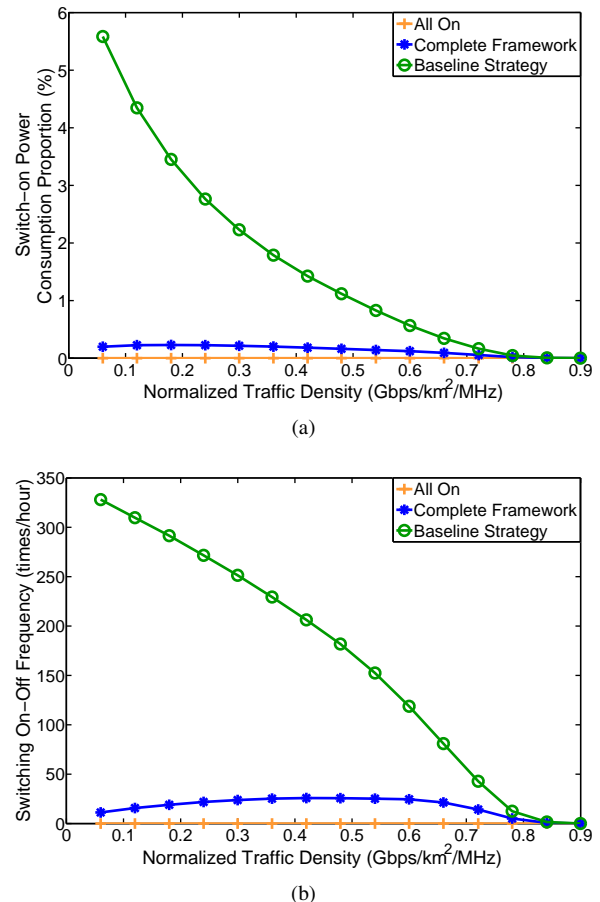 Switch-on Power
Consumption Proportion (%)
6
5
4
3
2
1
0
All On
Complete Framework
Baseline Strategy
0 0.1 0.2 0.3 0.4 0.5 0.6 0.7 0.8 0.9
Normalized Traffic Density (Gbps/km²/MHz)
(a)
Switching On-Off Frequency (times/hour)
350
300
250
200
150
100
50
0
All On
Complete Framework
Baseline Strategy
0 0.1 0.2 0.3 0.4 0.5 0.6 0.7 0.8 0.9
Normalized Traffic Density (Gbps/km²/MHz)
(b)